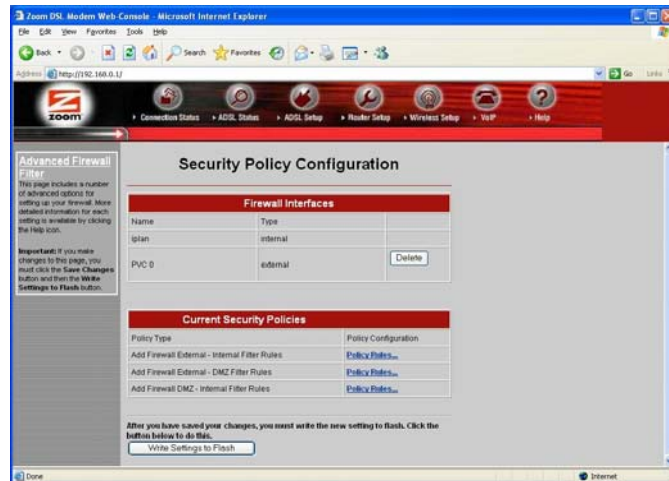 Zoom DSL Modem Web-Console - Microsoft Internet Explorer
File Edit View Favorites Tools Help
Back Search Favorites
Address http://192.168.0.1/ Go Links
ZOOM
Connection Status ADSL Status ADSL Setup Router Setup Wireless Setup VoIP Help
Advanced Firewall
Filter
This page includes a number
of advanced options for
setting up your firewall. More
detailed information for each
setting is available by clicking
the Help icon.
Important: If you make
changes to this page, you
must click the Save Changes
button and then the Write
Settings to Flash button.
Security Policy Configuration
Firewall Interfaces
Name Type
iplan internal
PVC 0 external Delete
Current Security Policies
Policy Type Policy Configuration
Add Firewall External - Internal Filter Rules Policy Rules...
Add Firewall External - DMZ Filter Rules Policy Rules...
Add Firewall DMZ - Internal Filter Rules Policy Rules...
After you have saved your changes, you must write the new setting to flash. Click the
button below to do this.
Write Settings to Flash
Done Internet